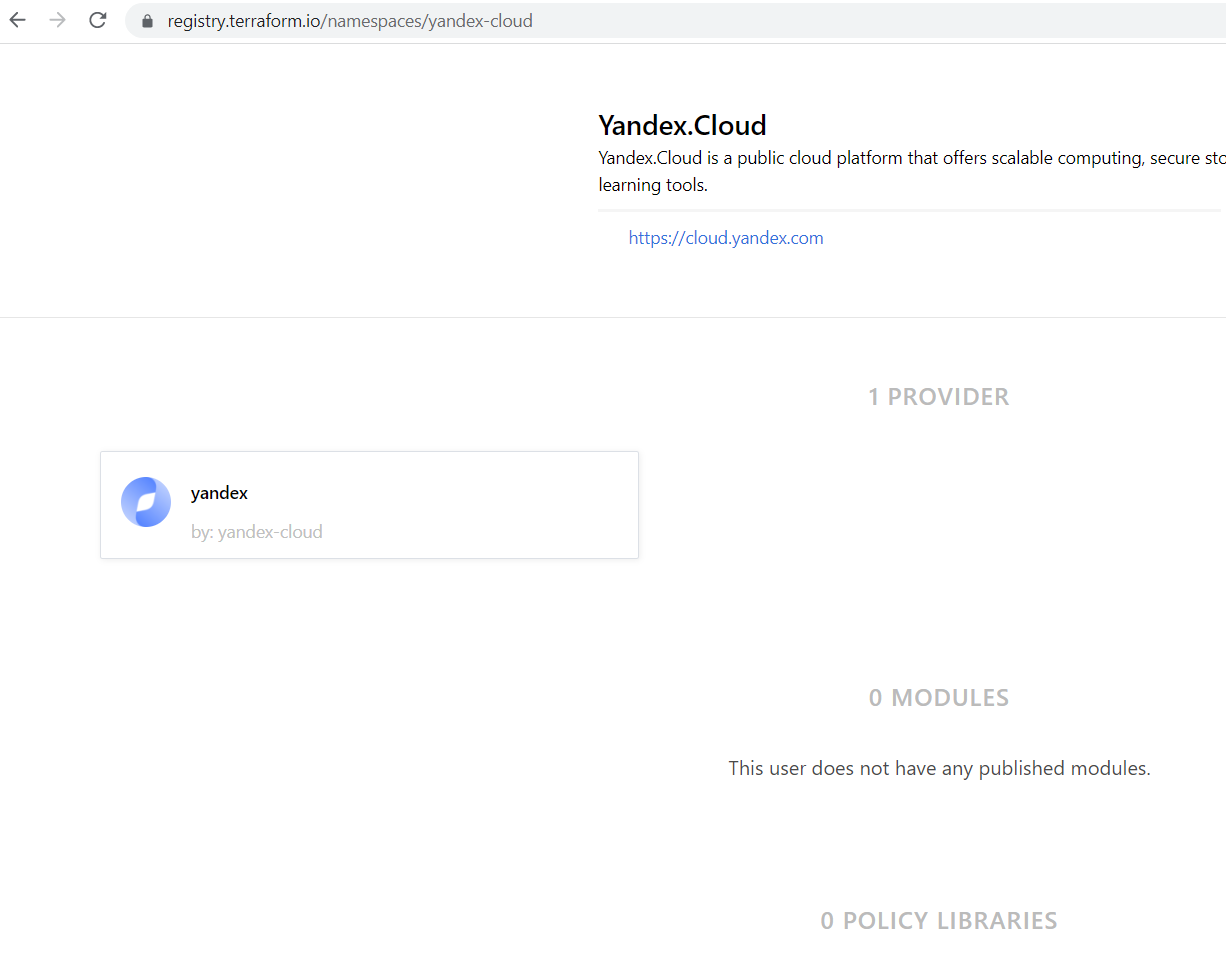 registry.terraform.io/namespaces/yandex-cloud
Yandex.Cloud
Yandex.Cloud is a public cloud platform that offers scalable computing, secure sto
learning tools.
https://cloud.yandex.com
1 PROVIDER
yandex
by: yandex-cloud
0 MODULES
This user does not have any published modules.
0 POLICY LIBRARIES